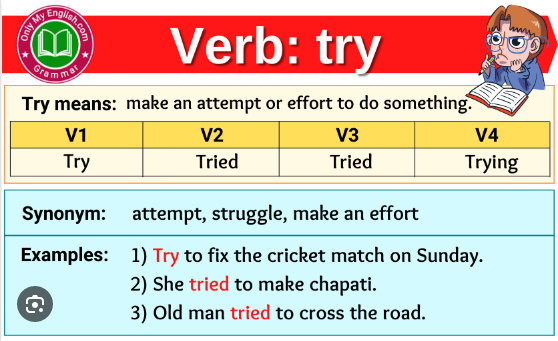 Only My English.com
Grammar
Verb: try
Try means: make an attempt or effort to do something.
V1 V2 V3 V4
Try Tried Tried Trying
Synonym: attempt, struggle, make an effort
Examples: 1) Try to fix the cricket match on Sunday.
2) She tried to make chapati.
3) Old man tried to cross the road.